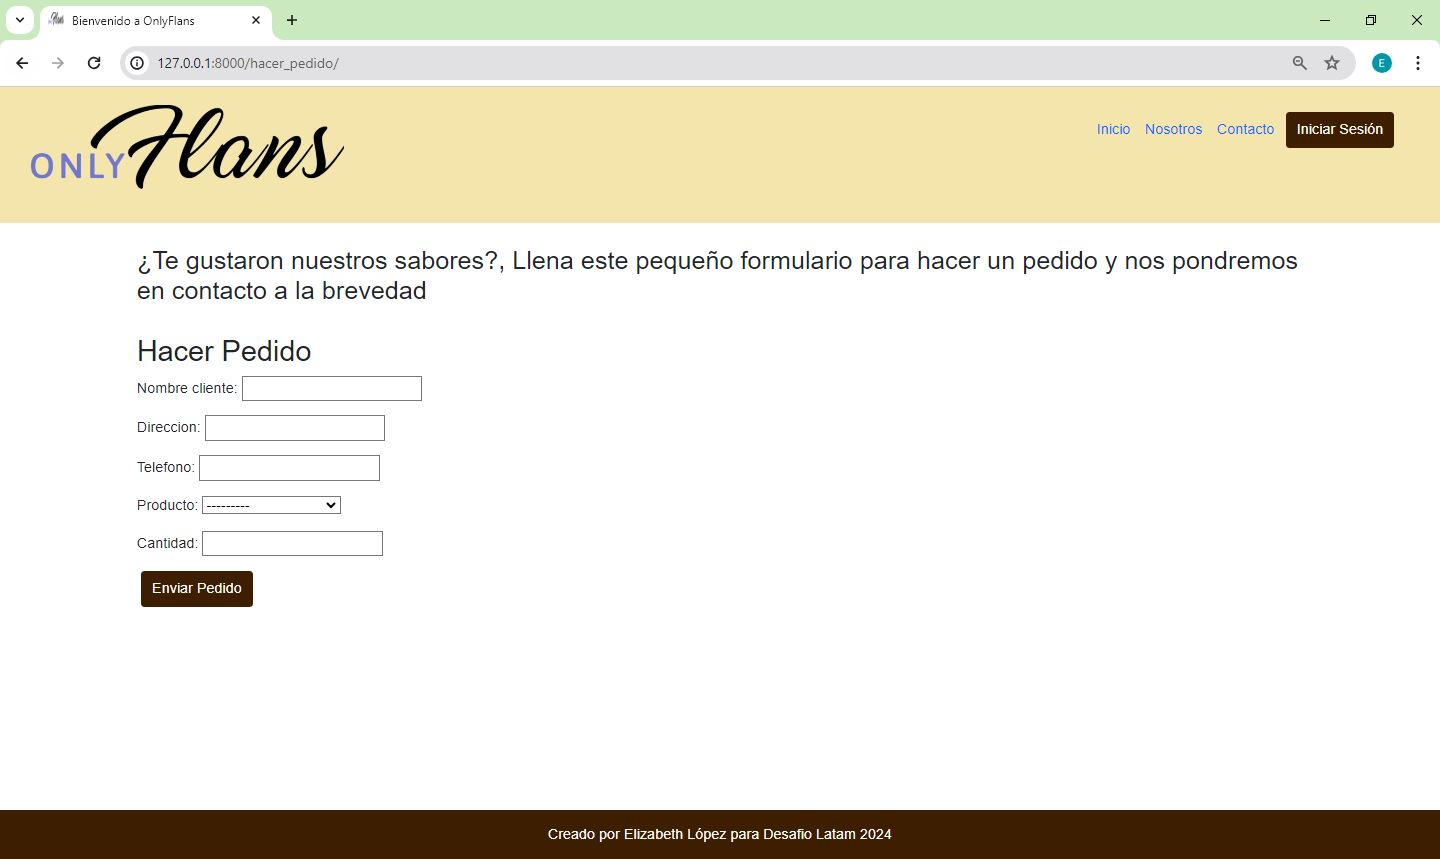 Bienvenido a OnlyFlans
127.0.0.1:8000/hacer_pedido/
E
ONLY Flans
Inicio Nosotros Contacto Iniciar Sesión
¿Te gustaron nuestros sabores?, Llena este pequeño formulario para hacer un pedido y nos pondremos
en contacto a la brevedad
Hacer Pedido
Nombre cliente:
Direccion:
Telefono:
Producto: ---------
Cantidad:
Enviar Pedido
Creado por Elizabeth López para Desafio Latam 2024